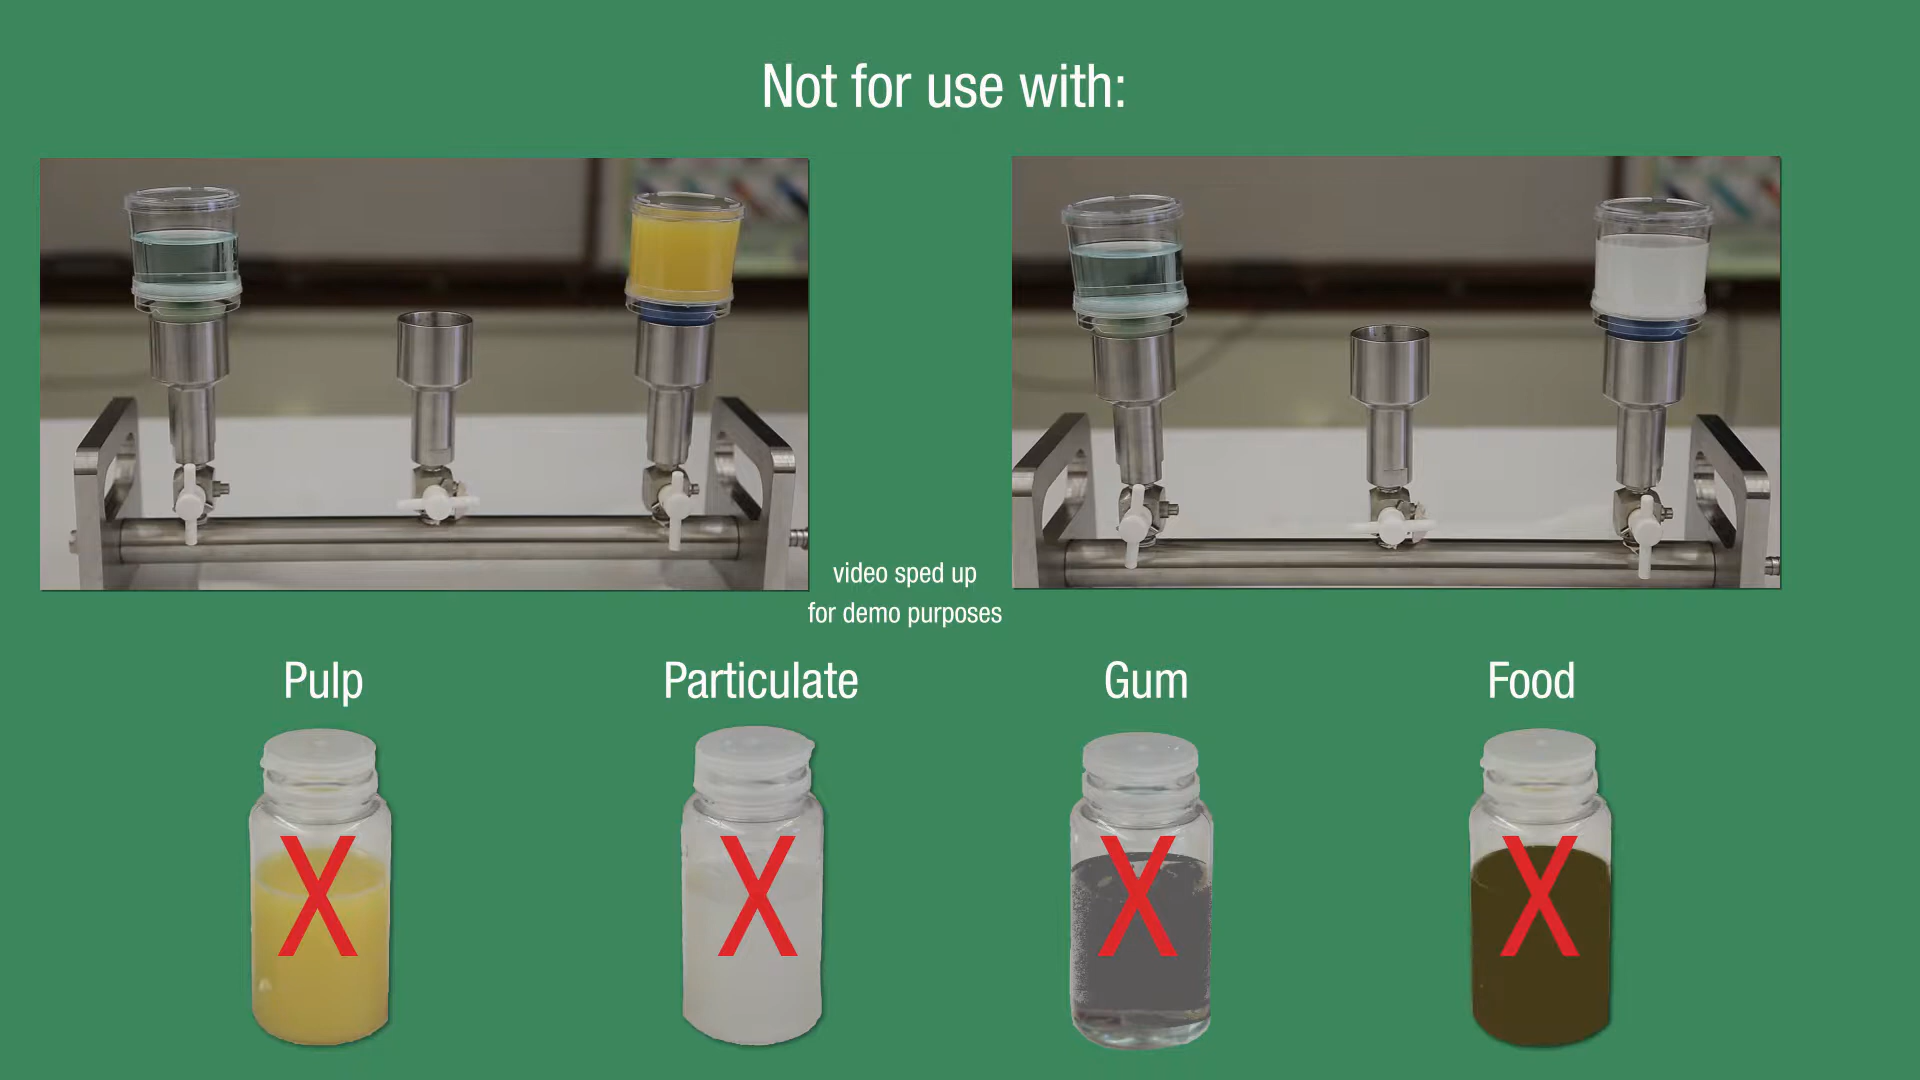 Not for use with:
video sped up
for demo purposes
Pulp
Particulate
Gum
Food
X
X
X
X